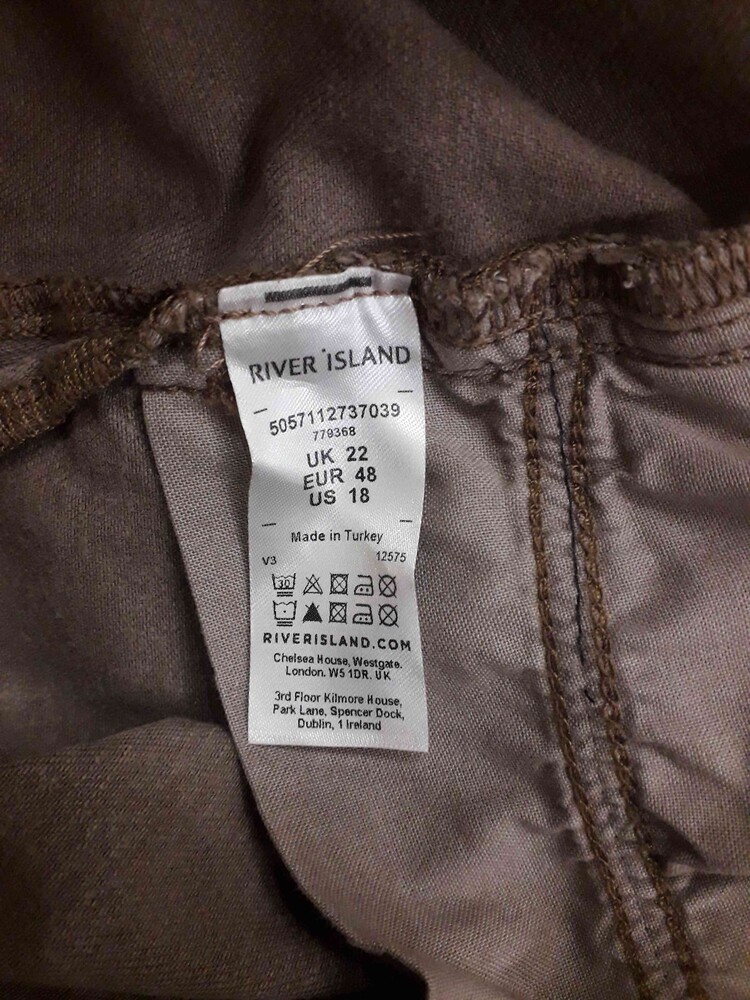 RIVER ISLAND
5057112737039
779368
UK 22
EUR 48
US 18
Made in Turkey
V3 12575
30
RIVERISLAND.COM
Chelsea House, Westgate.
London. W5 1DR. UK
3rd Floor Kilmore House,
Park Lane, Spencer Dock,
Dublin, 1 Ireland